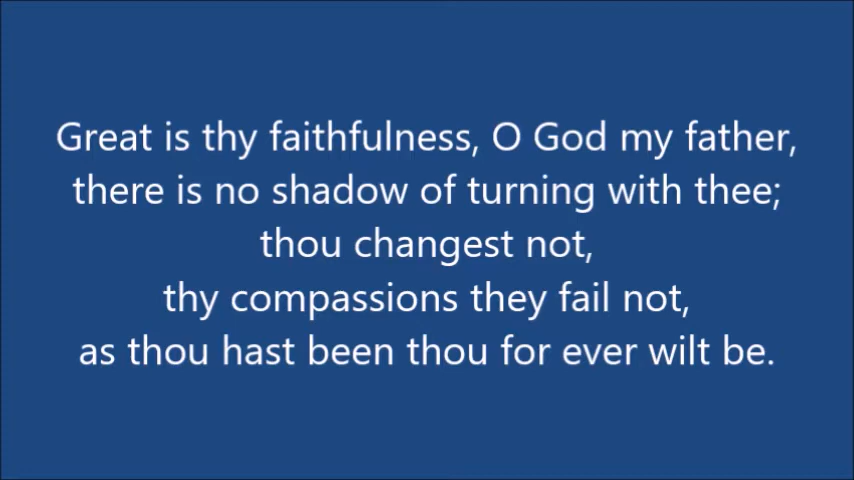 Great is thy faithfulness, O God my father,
there is no shadow of turning with thee;
thou changest not,
thy compassions they fail not,
as thou hast been thou for ever wilt be.